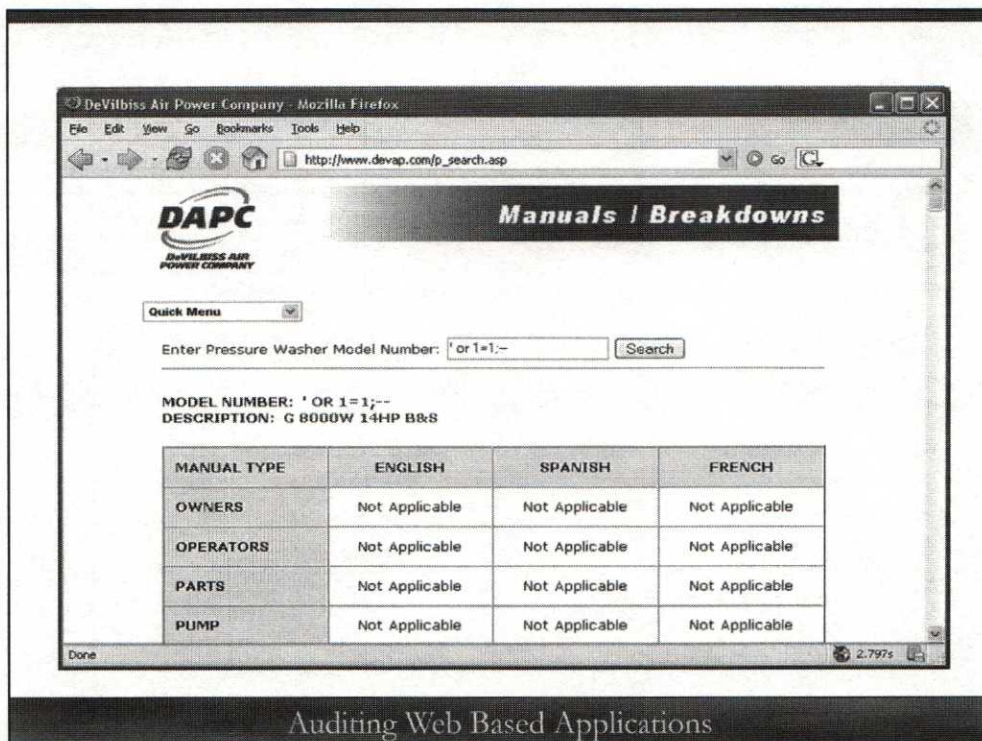 DeVilbiss Air Power Company - Mozilla Firefox
File Edit View Go Bookmarks Tools Help
http://www.devap.com/p_search.asp Go
DAPC
DeVILBISS AIR
POWER COMPANY
Manuals / Breakdowns
Quick Menu
Enter Pressure Washer Model Number: ' or 1=1;-- Search
MODEL NUMBER: ' OR 1=1;--
DESCRIPTION: G 8000W 14HP B&S
MANUAL TYPE ENGLISH SPANISH FRENCH
OWNERS Not Applicable Not Applicable Not Applicable
OPERATORS Not Applicable Not Applicable Not Applicable
PARTS Not Applicable Not Applicable Not Applicable
PUMP Not Applicable Not Applicable Not Applicable
Done 2.797s
Auditing Web Based Applications